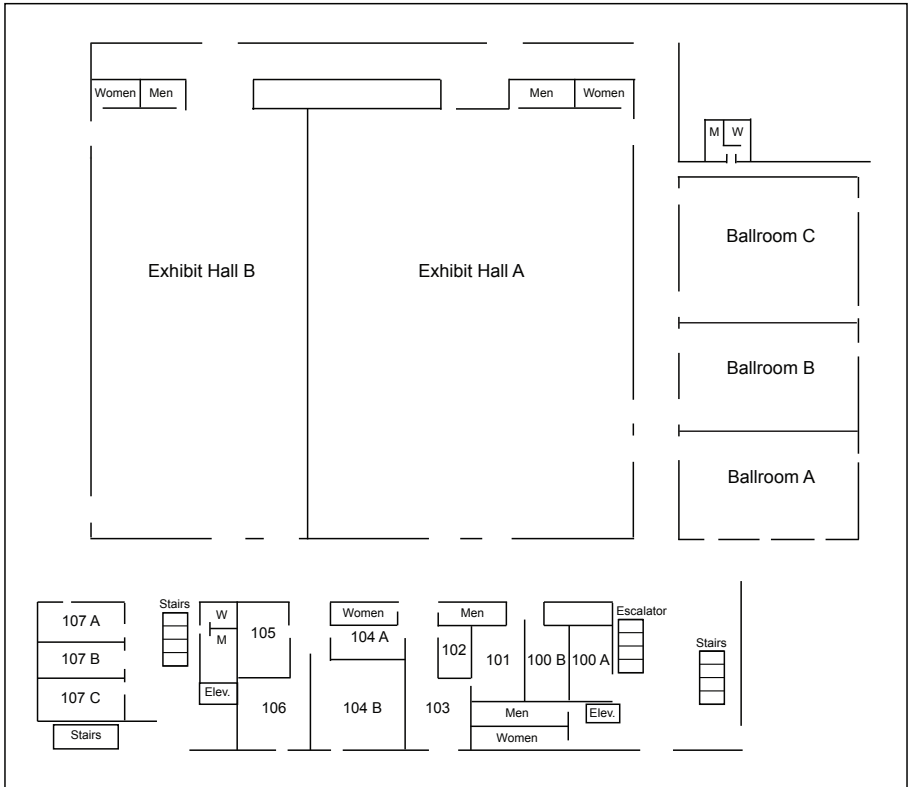 Women
Men
Men
Women
M
W
Ballroom C
Exhibit Hall B
Exhibit Hall A
Ballroom B
Ballroom A
Stairs
W
Women
Men
Escalator
107 A
M
105
104 A
102
101
100 B
100 A
Stairs
107 B
107 C
Elev.
106
104 B
103
Men
Elev.
Stairs
Women